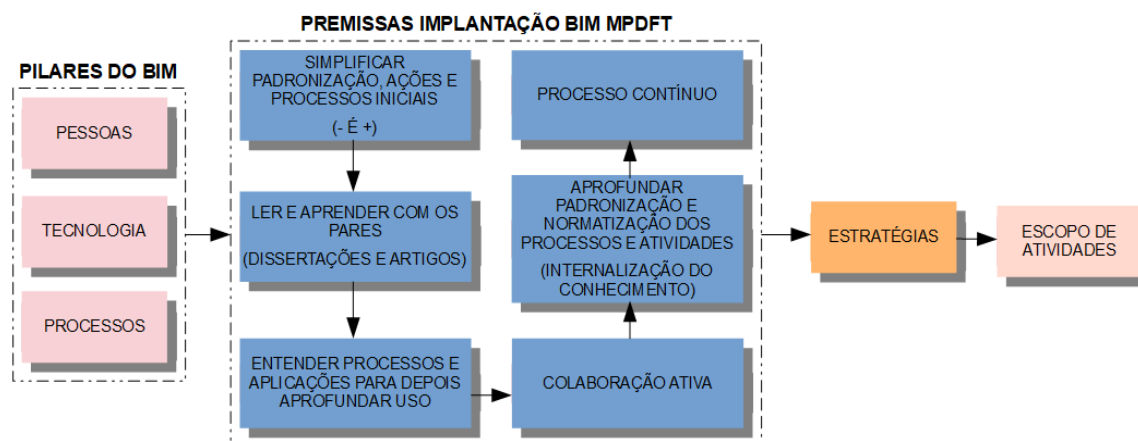 PREMISSAS IMPLANTAÇÃO BIM MPDFT
PILARES DO BIM
PESSOAS
TECNOLOGIA
PROCESSOS
SIMPLIFICAR
PADRONIZAÇÃO, AÇÕES E
PROCESSOS INICIAIS
(- É +)
LER E APRENDER COM OS
PARES
(DISSERTAÇÕES E ARTIGOS)
ENTENDER PROCESSOS E
APLICAÇÕES PARA DEPOIS
APROFUNDAR USO
COLABORAÇÃO ATIVA
APROFUNDAR
PADRONIZAÇÃO E
NORMATIZAÇÃO DOS
PROCESSOS E ATIVIDADES
(INTERNALIZAÇÃO DO
CONHECIMENTO)
PROCESSO CONTÍNUO
ESTRATÉGIAS
ESCOPO DE
ATIVIDADES